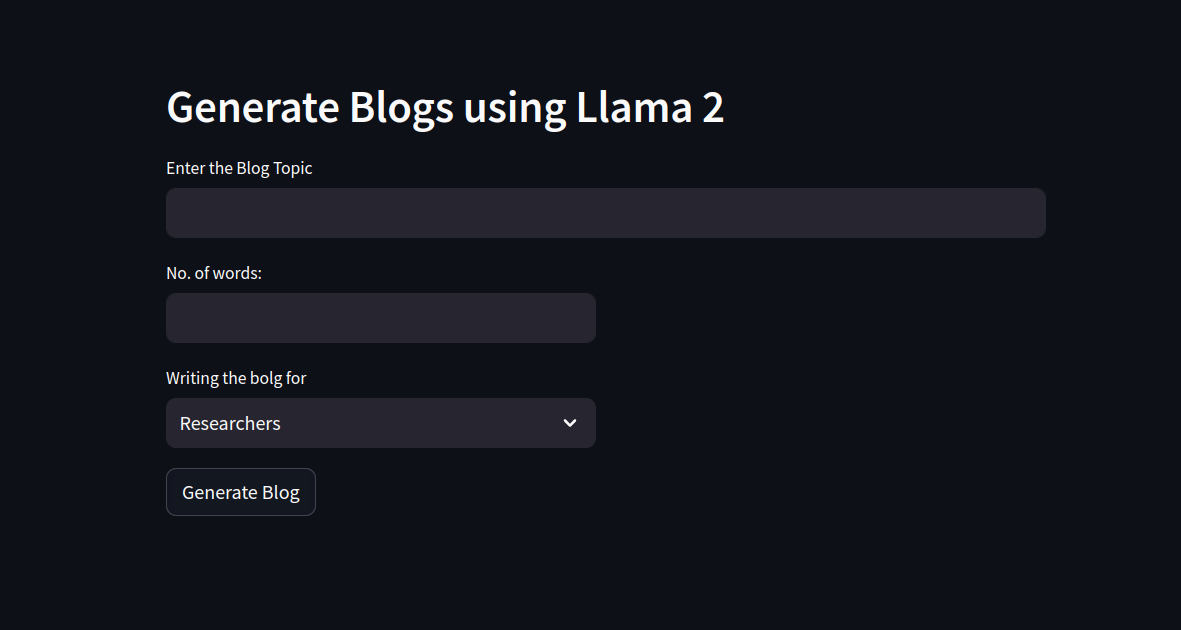 Generate Blogs using Llama 2
Enter the Blog Topic
No. of words:
Writing the bolg for
Researchers
Generate Blog